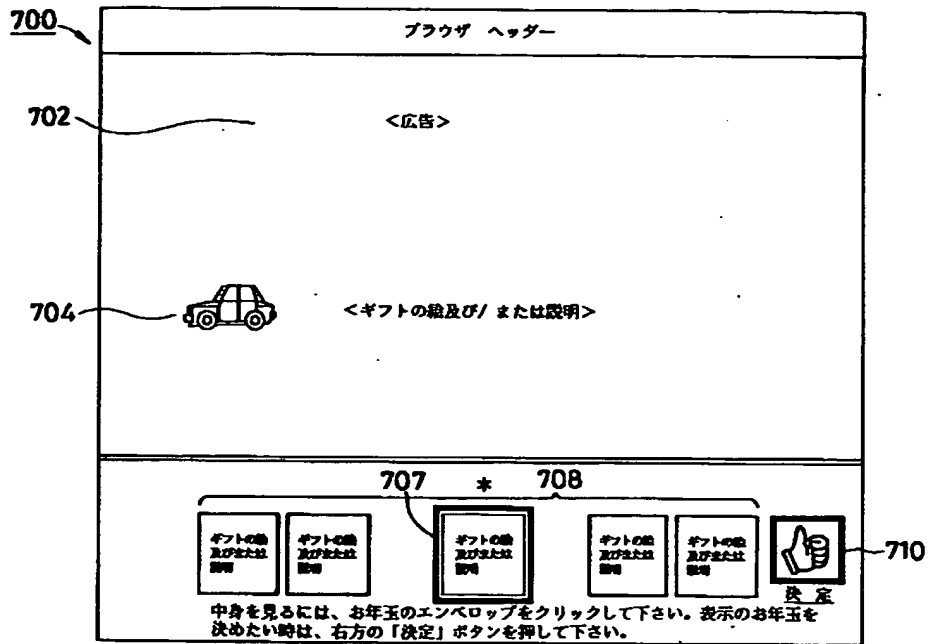 700
ブラウザ ヘッダー
702
<広告>
704
<ギフトの絵及び/ または説明>
707 * 708
ギフトの絵
及びまたは
説明
ギフトの絵
及びまたは
説明
ギフトの絵
及びまたは
説明
ギフトの絵
及びまたは
説明
ギフトの絵
及びまたは
説明
710
決 定
中身を見るには、お年玉のエンベロップをクリックして下さい。表示のお年玉を
決めたい時は、右方の「決定」ボタンを押して下さい。